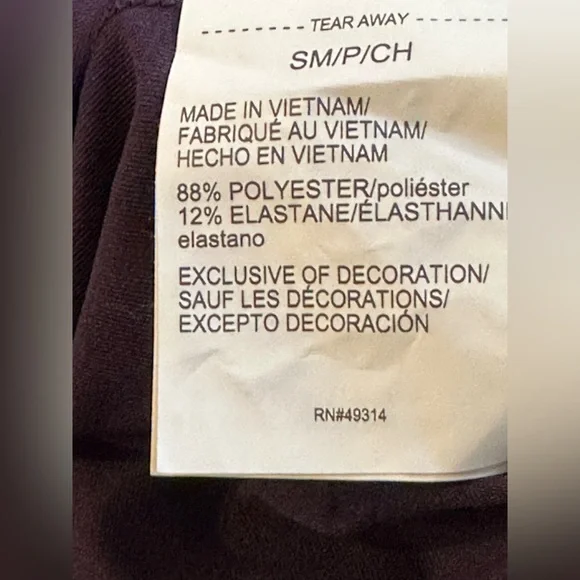 TEAR AWAY
SM/P/CH
MADE IN VIETNAM/
FABRIQUÉ AU VIETNAM/
HECHO EN VIETNAM
88% POLYESTER/poliéster
12% ELASTANE/ÉLASTHANN
elastano
EXCLUSIVE OF DECORATION/
SAUF LES DÉCORATIONS/
EXCEPTO DECORACIÓN
RN#49314